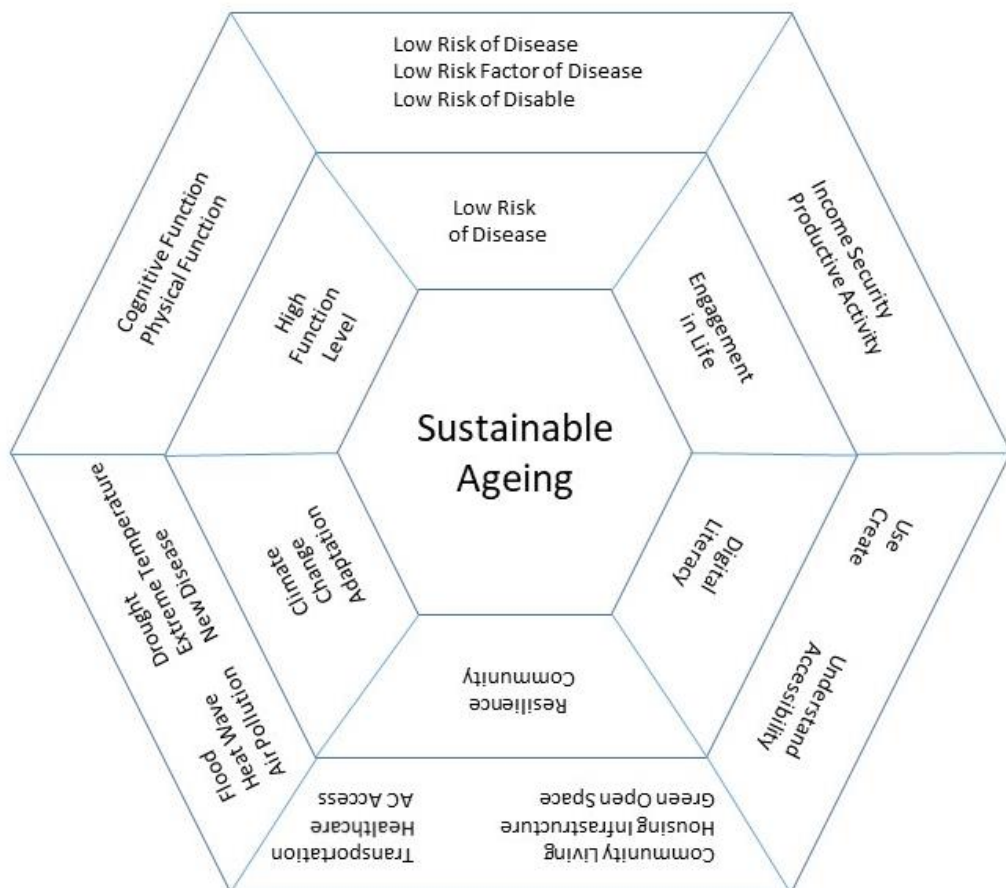 Low Risk of Disease
Low Risk Factor of Disease
Low Risk of Disable
Low Risk
of Disease
Income Security
Productive Activity
Engagement
in Life
Use
Create
Understand
Accessibility
Digital
Literacy
Community Living
Housing Infrastructure
Green Open Space
Transportation
Healthcare
AC Access
Resilience
Community
Flood
Heat Wave
Air Pollution
Drought
Extreme Temperature
New Disease
Climate
Change
Adaptation
Cognitive Function
Physical Function
High
Function
Level
Sustainable
Ageing